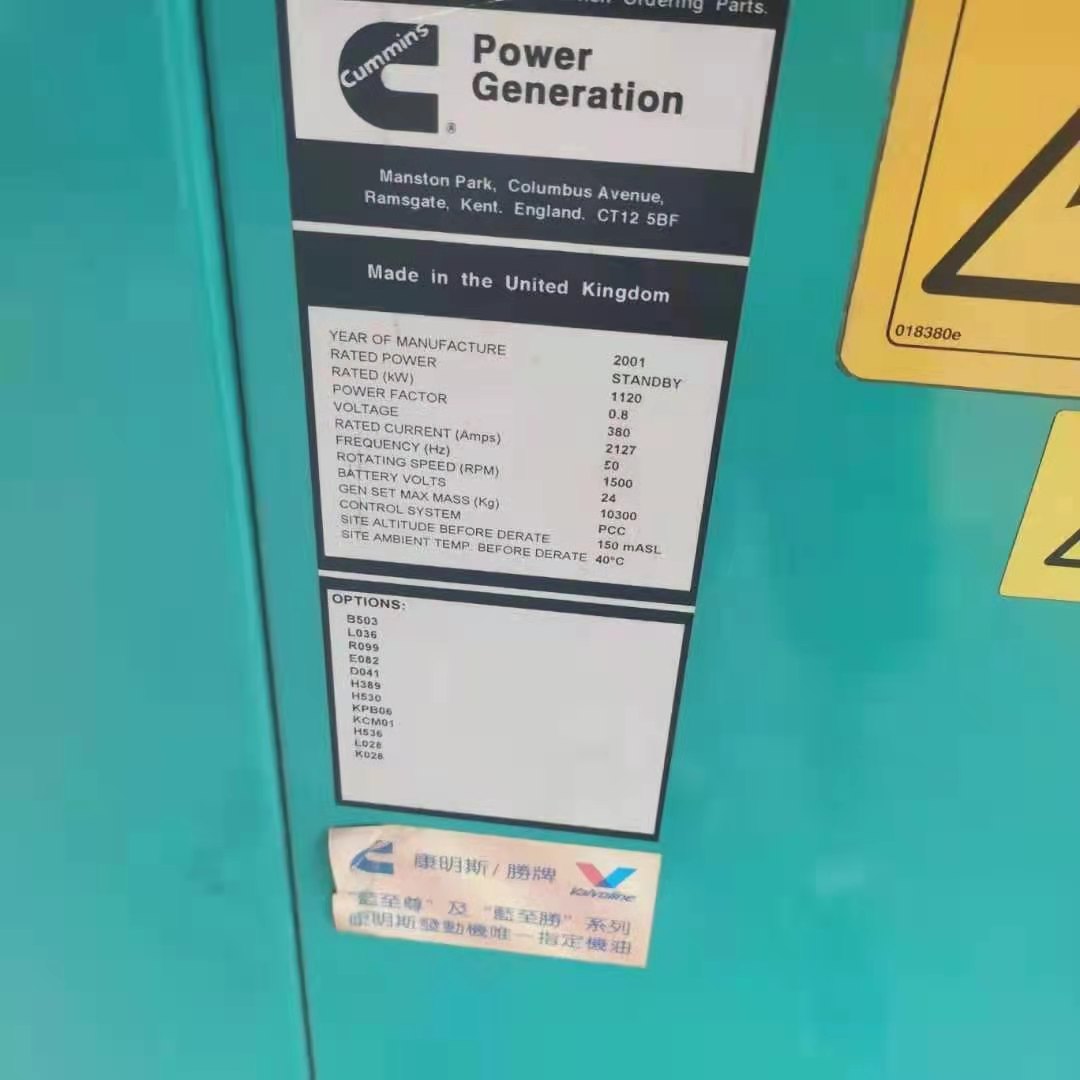 Ordering Parts.
Cummins
Power
Generation
®
Manston Park, Columbus Avenue,
Ramsgate, Kent. England. CT12 5BF
Made in the United Kingdom
YEAR OF MANUFACTURE 2001
RATED POWER STANDBY
RATED (kW) 1120
POWER FACTOR 0.8
VOLTAGE 380
RATED CURRENT (Amps) 2127
FREQUENCY (Hz) 50
ROTATING SPEED (RPM) 1500
BATTERY VOLTS 24
GEN SET MAX MASS (Kg) 10300
CONTROL SYSTEM PCC
SITE ALTITUDE BEFORE DERATE 150 mASL
SITE AMBIENT TEMP. BEFORE DERATE 40°C
OPTIONS:
B503
L036
R099
E082
D041
H389
H530
KPB06
KCM01
H536
L028
K028
康明斯/勝牌
Valvoline
"藍至尊" 及 "藍至勝" 系列
康明斯發動機唯一指定機油
018380e